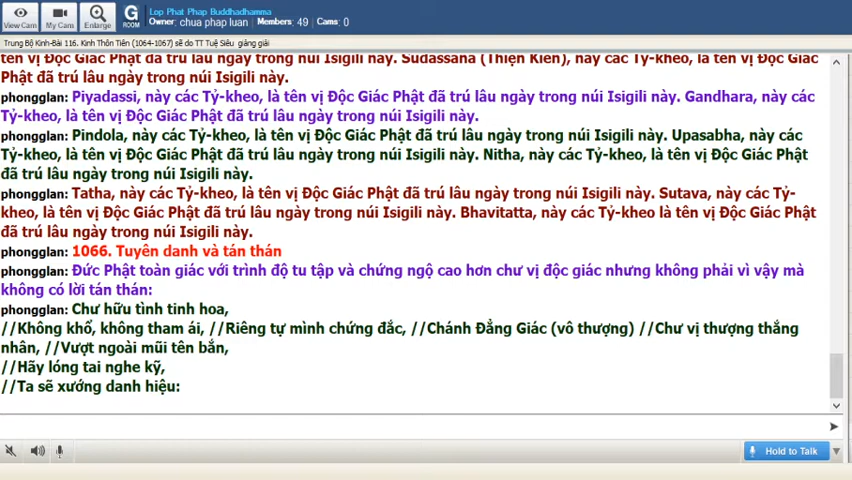 View Cam
My Cam
Enlarge
G
ROOM
Lop Phat Phap Buddhadhamma
Owner: chua phap luan Members: 49 Cams: 0
Trung Bộ Kinh-Bài 116. Kinh Thôn Tiên (1064-1067) sẽ do TT Tuệ Siêu giảng giải
tên vị Độc Giác Phật đã trú lâu ngày trong núi Isigili này. Sudassana (Thiện Kiến), này các Tỷ-kheo, là tên vị Độc Giác
Phật đã trú lâu ngày trong núi Isigili này.
phongglan: Piyadassi, này các Tỷ-kheo, là tên vị Độc Giác Phật đã trú lâu ngày trong núi Isigili này. Gandhara, này các
Tỷ-kheo, là tên vị Độc Giác Phật đã trú lâu ngày trong núi Isigili này.
phongglan: Pindola, này các Tỷ-kheo, là tên vị Độc Giác Phật đã trú lâu ngày trong núi Isigili này. Upasabha, này các
Tỷ-kheo, là tên vị Độc Giác Phật đã trú lâu ngày trong núi Isigili này. Nitha, này các Tỷ-kheo, là tên vị Độc Giác Phật
đã trú lâu ngày trong núi Isigili này.
phongglan: Tatha, này các Tỷ-kheo, là tên vị Độc Giác Phật đã trú lâu ngày trong núi Isigili này. Sutava, này các Tỷ-
kheo, là tên vị Độc Giác Phật đã trú lâu ngày trong núi Isigili này. Bhavitatta, này các Tỷ-kheo là tên vị Độc Giác Phật
đã trú lâu ngày trong núi Isigili này.
phongglan: 1066. Tuyên danh và tán thán
phongglan: Đức Phật toàn giác với trình độ tu tập và chứng ngộ cao hơn chư vị độc giác nhưng không phải vì vậy mà
không có lời tán thán:
phongglan: Chư hữu tình tinh hoa,
//Không khổ, không tham ái, //Riêng tự mình chứng đắc, //Chánh Đẳng Giác (vô thượng) //Chư vị thượng thắng
nhân, //Vượt ngoài mũi tên bắn,
//Hãy lóng tai nghe kỹ,
//Ta sẽ xướng danh hiệu:
Hold to Talk